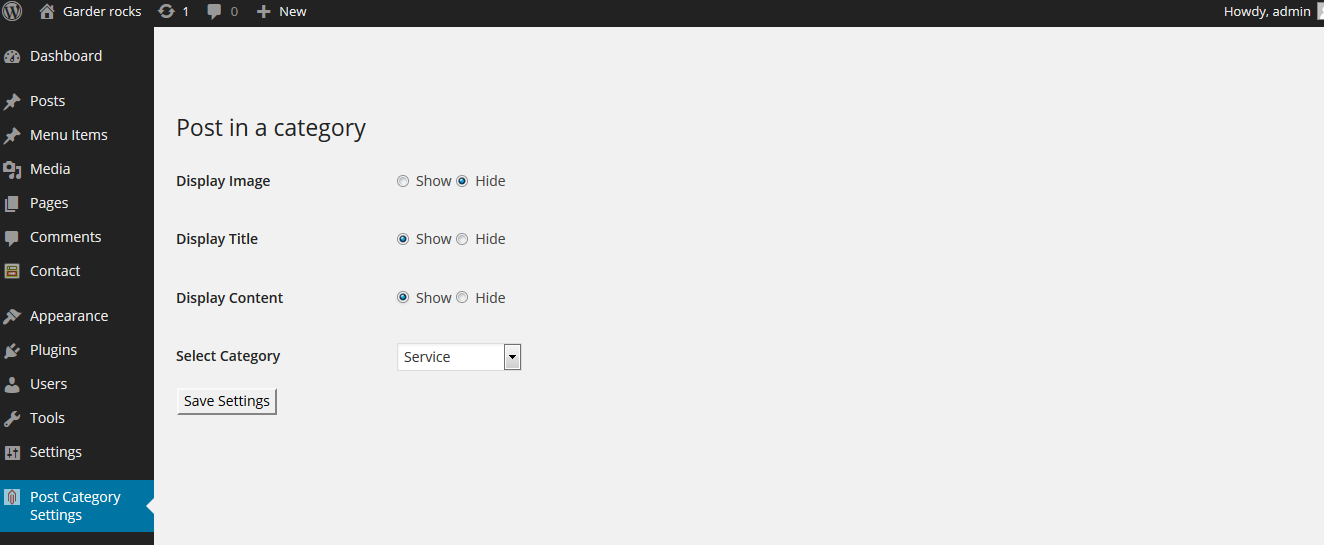 Garder rocks 1 0 New Howdy, admin
Dashboard
Posts
Menu Items
Media
Pages
Comments
Contact
Appearance
Plugins
Users
Tools
Settings
Post Category
Settings
Post in a category
Display Image Show Hide
Display Title Show Hide
Display Content Show Hide
Select Category Service
Save Settings